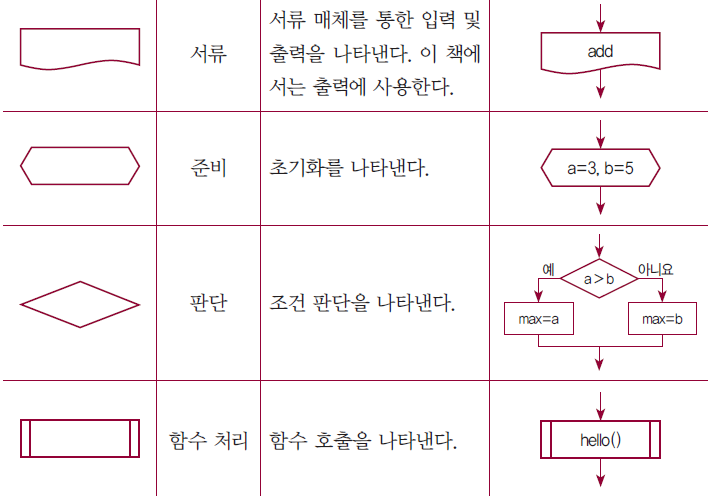 서류
서류 매체를 통한 입력 및
출력을 나타낸다. 이 책에
서는 출력에 사용한다.
add
준비
초기화를 나타낸다.
a=3, b=5
판단
조건 판단을 나타낸다.
예
아니요
a>b
max=a
max=b
함수 처리
함수 호출을 나타낸다.
hello()